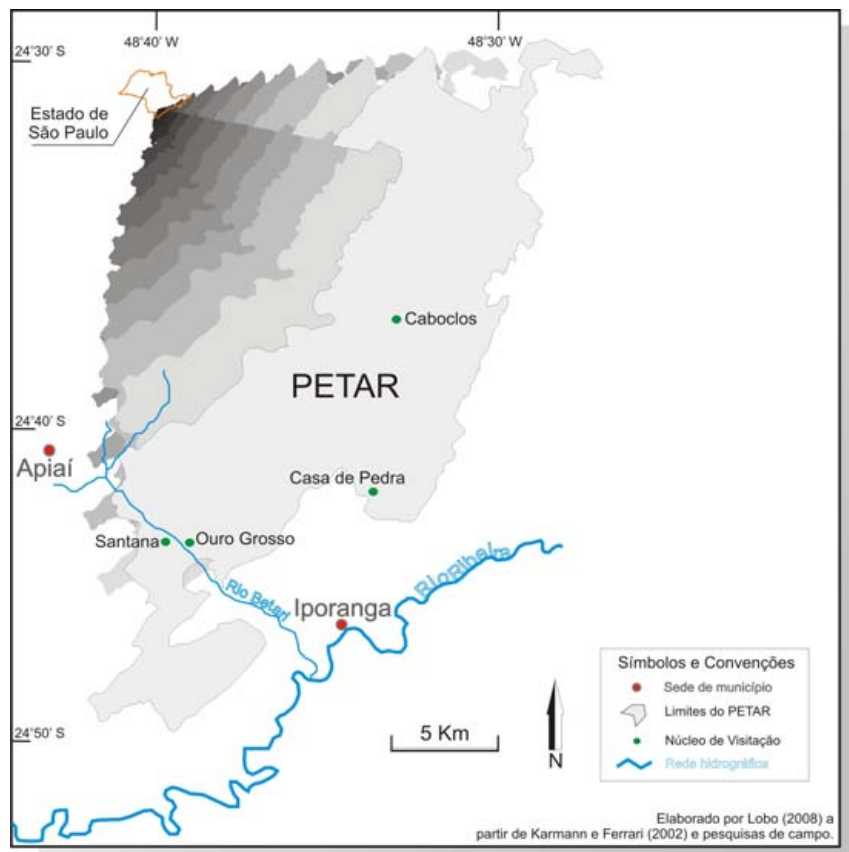 48°40' W
48°30' W
24°30' S
Estado de
São Paulo
Caboclos
PETAR
24°40' S
Apiaí
Casa de Pedra
Santana
Ouro Grosso
Rio Betari
Iporanga
Rio Ribeira
24°50' S
5 Km
N
Símbolos e Convenções
Sede de município
Limites do PETAR
Núcleo de Visitação
Rede hidrográfica
Elaborado por Lobo (2008) a
partir de Karmann e Ferrari (2002) e pesquisas de campo.